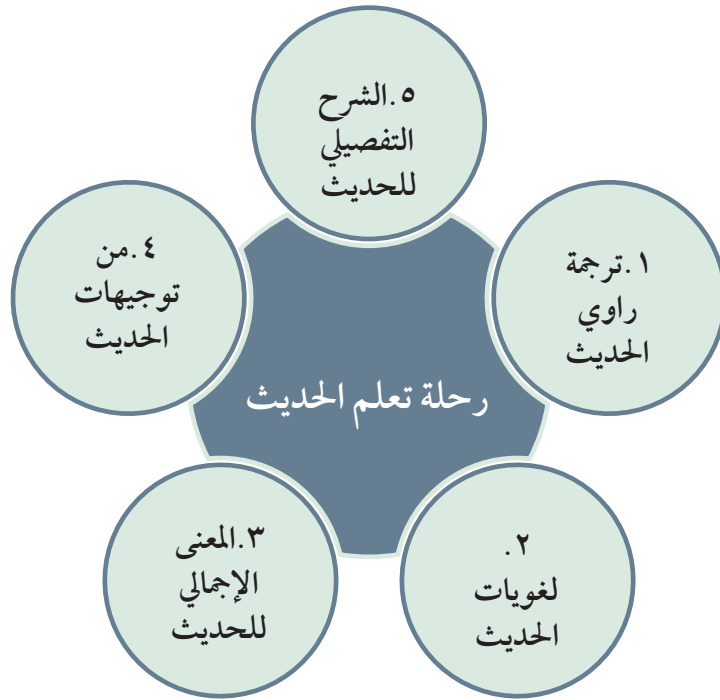 رحلة تعلم الحديث
١.ترجمة
راوي
الحديث
٢.
لغويات
الحديث
٣.المعنى
الإجمالي
للحديث
٤.من
توجيهات
الحديث
٥.الشرح
التفصيلي
للحديث